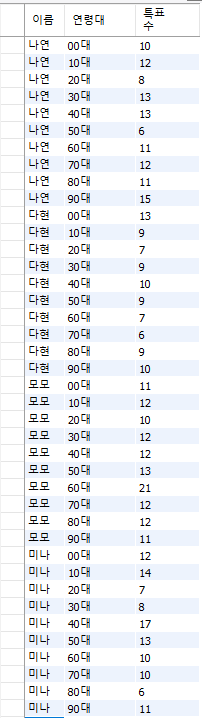 이름 연령대 특표수
나연 00대 10
나연 10대 12
나연 20대 8
나연 30대 13
나연 40대 13
나연 50대 6
나연 60대 11
나연 70대 12
나연 80대 11
나연 90대 15
다현 00대 13
다현 10대 9
다현 20대 7
다현 30대 9
다현 40대 10
다현 50대 9
다현 60대 7
다현 70대 6
다현 80대 9
다현 90대 10
모모 00대 11
모모 10대 12
모모 20대 10
모모 30대 12
모모 40대 12
모모 50대 13
모모 60대 21
모모 70대 12
모모 80대 12
모모 90대 11
미나 00대 12
미나 10대 14
미나 20대 7
미나 30대 8
미나 40대 17
미나 50대 13
미나 60대 10
미나 70대 10
미나 80대 6
미나 90대 11